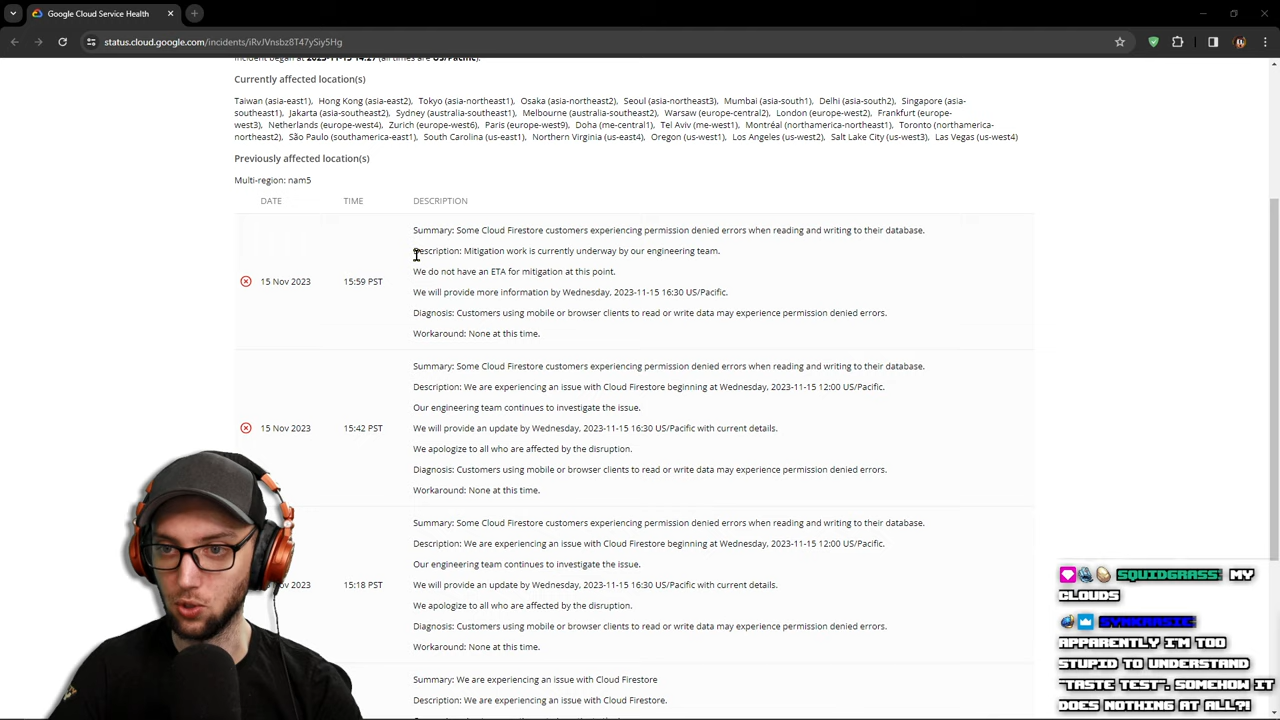 Google Cloud Service Health
status.cloud.google.com/incidents/iRvJVnsbz8T47ySiy5Hg
Incident began at 2023-11-15 14:27 (all times are US/Pacific).
Currently affected location(s)
Taiwan (asia-east1), Hong Kong (asia-east2), Tokyo (asia-northeast1), Osaka (asia-northeast2), Seoul (asia-northeast3), Mumbai (asia-south1), Delhi (asia-south2), Singapore (asia-
southeast1), Jakarta (asia-southeast2), Sydney (australia-southeast1), Melbourne (australia-southeast2), Warsaw (europe-central2), London (europe-west2), Frankfurt (europe-
west3), Netherlands (europe-west4), Zurich (europe-west6), Paris (europe-west9), Doha (me-central1), Tel Aviv (me-west1), Montréal (northamerica-northeast1), Toronto (northamerica-
northeast2), São Paulo (southamerica-east1), South Carolina (us-east1), Northern Virginia (us-east4), Oregon (us-west1), Los Angeles (us-west2), Salt Lake City (us-west3), Las Vegas (us-west4)
Previously affected location(s)
Multi-region: nam5
DATE TIME DESCRIPTION
Summary: Some Cloud Firestore customers experiencing permission denied errors when reading and writing to their database.
Description: Mitigation work is currently underway by our engineering team.
We do not have an ETA for mitigation at this point.
15 Nov 2023 15:59 PST
We will provide more information by Wednesday, 2023-11-15 16:30 US/Pacific.
Diagnosis: Customers using mobile or browser clients to read or write data may experience permission denied errors.
Workaround: None at this time.
Summary: Some Cloud Firestore customers experiencing permission denied errors when reading and writing to their database.
Description: We are experiencing an issue with Cloud Firestore beginning at Wednesday, 2023-11-15 12:00 US/Pacific.
Our engineering team continues to investigate the issue.
15 Nov 2023 15:42 PST We will provide an update by Wednesday, 2023-11-15 16:30 US/Pacific with current details.
We apologize to all who are affected by the disruption.
Diagnosis: Customers using mobile or browser clients to read or write data may experience permission denied errors.
Workaround: None at this time.
Summary: Some Cloud Firestore customers experiencing permission denied errors when reading and writing to their database.
Description: We are experiencing an issue with Cloud Firestore beginning at Wednesday, 2023-11-15 12:00 US/Pacific.
Our engineering team continues to investigate the issue.
2023 15:18 PST We will provide an update by Wednesday, 2023-11-15 16:30 US/Pacific with current details.
We apologize to all who are affected by the disruption.
Diagnosis: Customers using mobile or browser clients to read or write data may experience permission denied errors.
Workaround: None at this time.
Summary: We are experiencing an issue with Cloud Firestore
Description: We are experiencing an issue with Cloud Firestore.
SQUIDGRASS: MY
CLOUDS
SYNKRASIE:
APPARENTLY I'M TOO
STUPID TO UNDERSTAND
"TASTE TEST". SOMEHOW IT
DOES NOTHING AT ALL?!